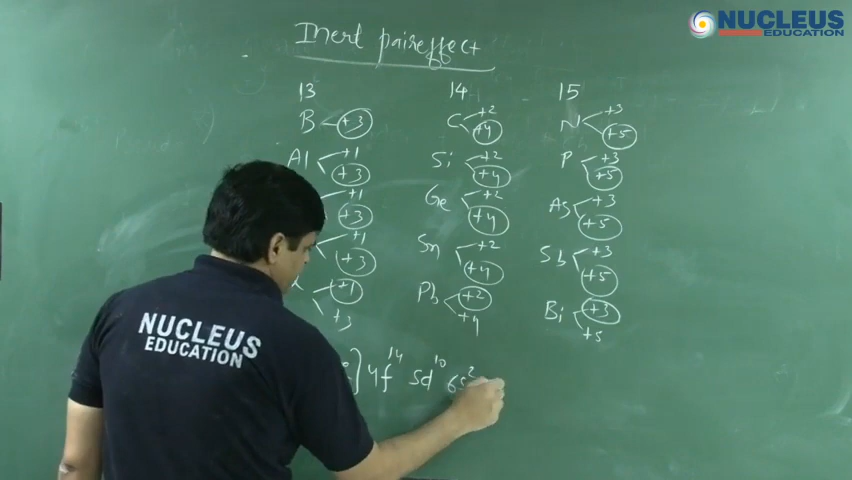 NUCLEUS
EDUCATION
Inert pair effect
13 14 15
B +3 C +2 +4 N +3 +5
Al +1 +3 Si +2 +4 P +3 +5
+1 +3 Ge +2 +4 As +3 +5
+1 +3 Sn +2 +4 Sb +3 +5
+1 +3 Pb +2 +4 Bi +3 +5
] 4f¹⁴ 5d¹⁰ 6s²
NUCLEUS
EDUCATION